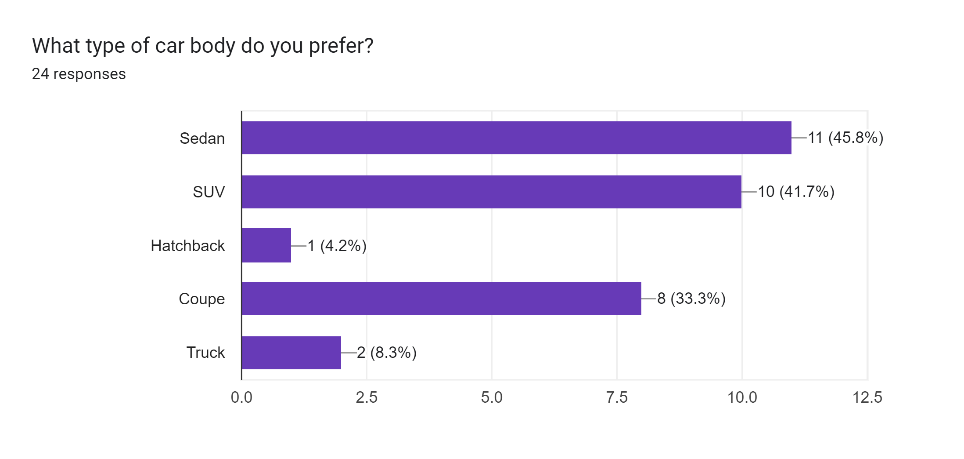 What type of car body do you prefer?
24 responses
Sedan 11 (45.8%)
SUV 10 (41.7%)
Hatchback 1 (4.2%)
Coupe 8 (33.3%)
Truck 2 (8.3%)
0.0 2.5 5.0 7.5 10.0 12.5